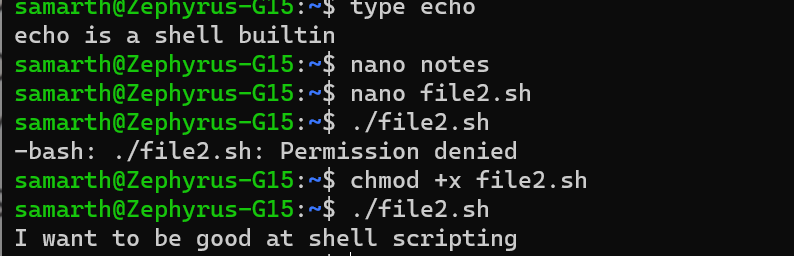 samarth@Zephyrus-G15:~$ type echo
echo is a shell builtin
samarth@Zephyrus-G15:~$ nano notes
samarth@Zephyrus-G15:~$ nano file2.sh
samarth@Zephyrus-G15:~$ ./file2.sh
-bash: ./file2.sh: Permission denied
samarth@Zephyrus-G15:~$ chmod +x file2.sh
samarth@Zephyrus-G15:~$ ./file2.sh
I want to be good at shell scripting